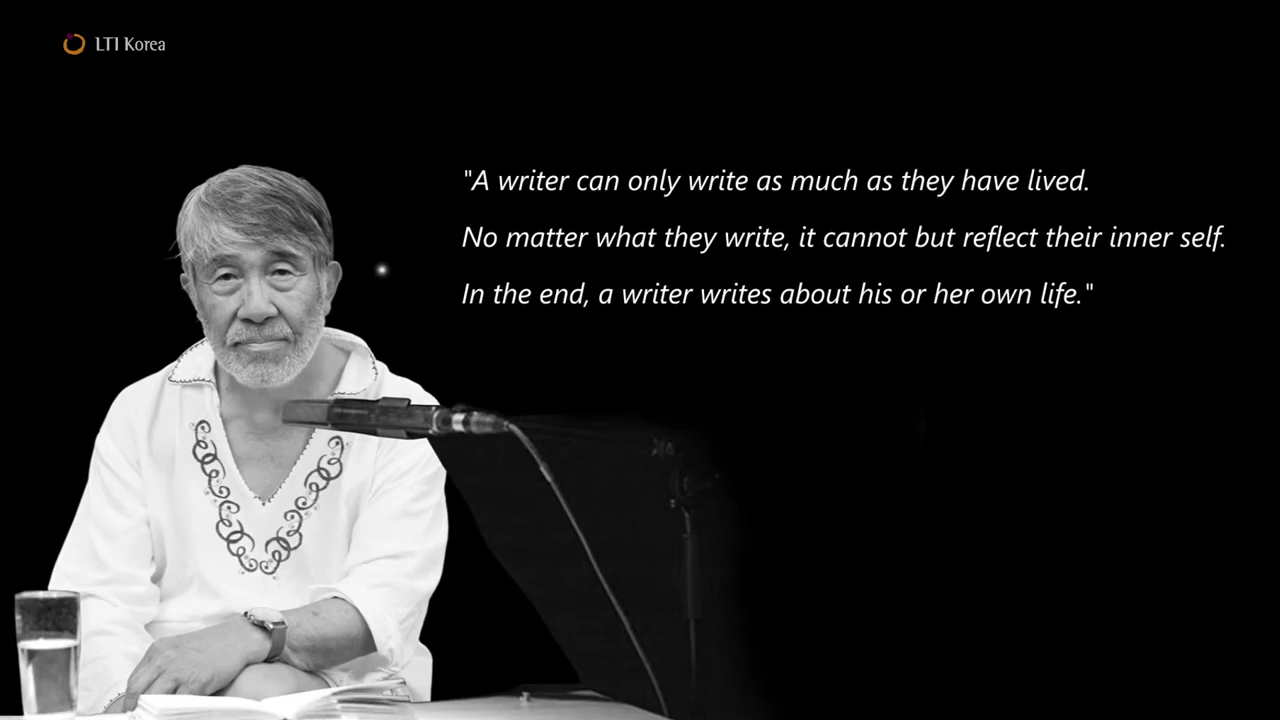 LTI Korea
"A writer can only write as much as they have lived.
No matter what they write, it cannot but reflect their inner self.
In the end, a writer writes about his or her own life."